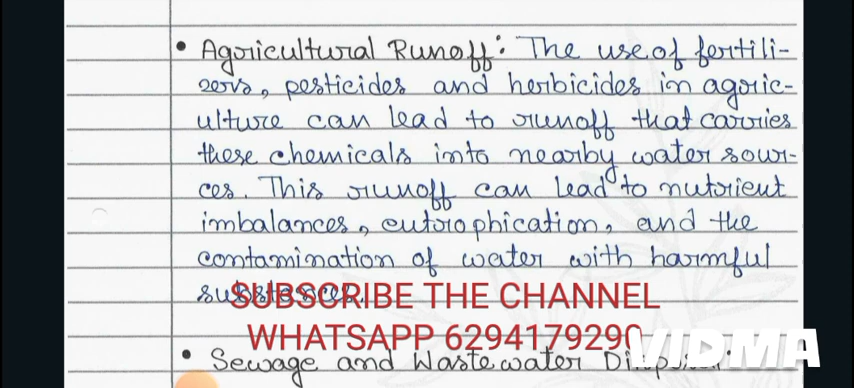 • Agricultural Runoff: The use of fertili-
zers, pesticides and herbicides in agric-
ulture can lead to runoff that carries
these chemicals into nearby water sour-
ces. This runoff can lead to nutrient
imbalances, eutrophication, and the
contamination of water with harmful
substances.
SUBSCRIBE THE CHANNEL
WHATSAPP 6294179290
VIDMA
• Sewage and Wastewater Disposal: